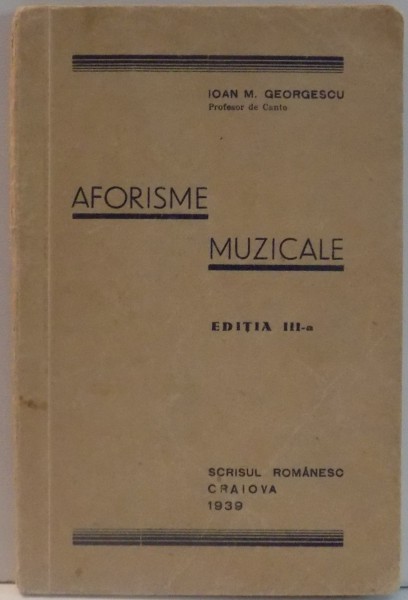 IOAN M. GEORGESCU
Profesor de Canto
AFORISME
MUZICALE
EDIȚIA III-a
SCRISUL ROMÂNESC
CRAIOVA
1939